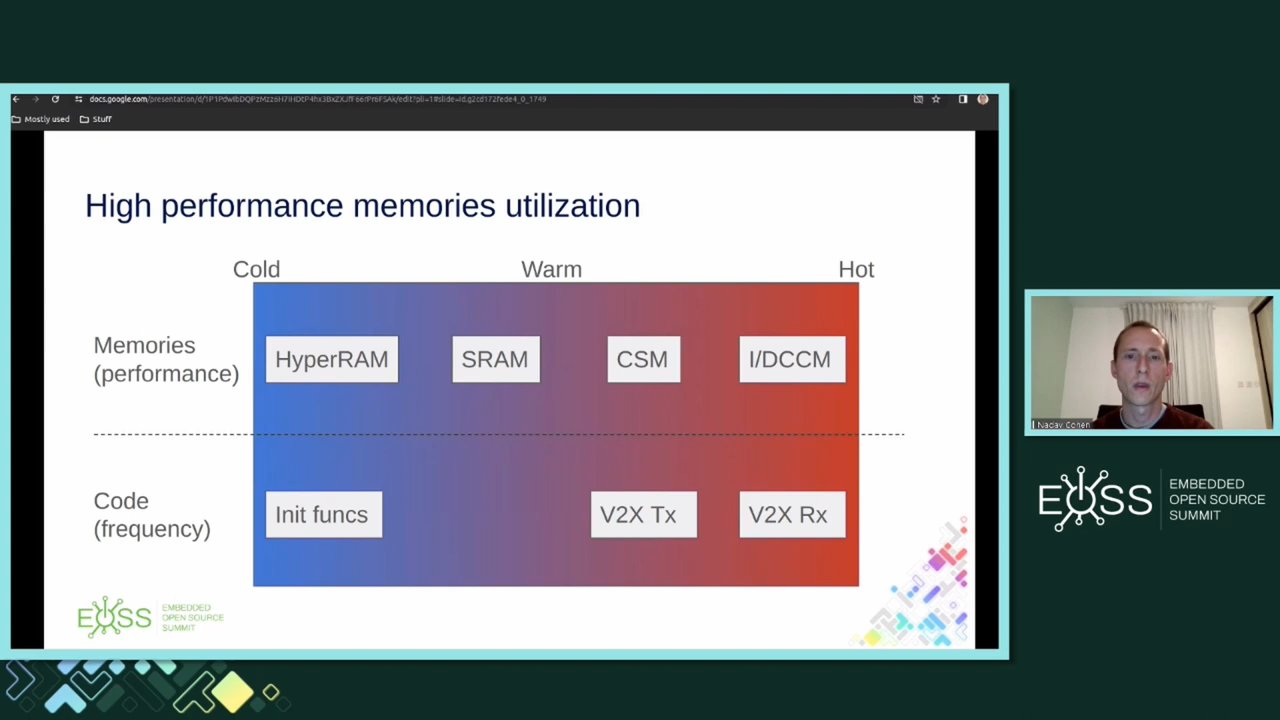 Mostly used
Stuff
High performance memories utilization
Cold Warm Hot
Memories
(performance)
HyperRAM SRAM CSM I/DCCM
Code
(frequency)
Init funcs V2X Tx V2X Rx
EOSS
EMBEDDED
OPEN SOURCE
SUMMIT
Nadav Cohen
EOSS
EMBEDDED
OPEN SOURCE
SUMMIT